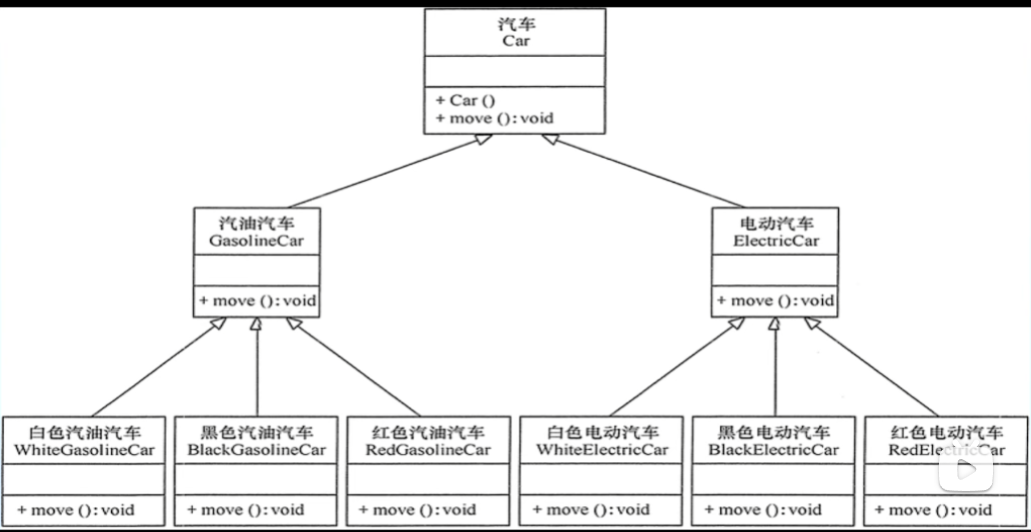 汽车
Car
+ Car ()
+ move (): void
汽油汽车
GasolineCar
+ move (): void
电动汽车
ElectricCar
+ move (): void
白色汽油汽车
WhiteGasolineCar
+ move (): void
黑色汽油汽车
BlackGasolineCar
+ move (): void
红色汽油汽车
RedGasolineCar
+ move (): void
白色电动汽车
WhiteElectricCar
+ move (): void
黑色电动汽车
BlackElectricCar
+ move (): void
红色电动汽车
RedElectricCar
+ move (): void